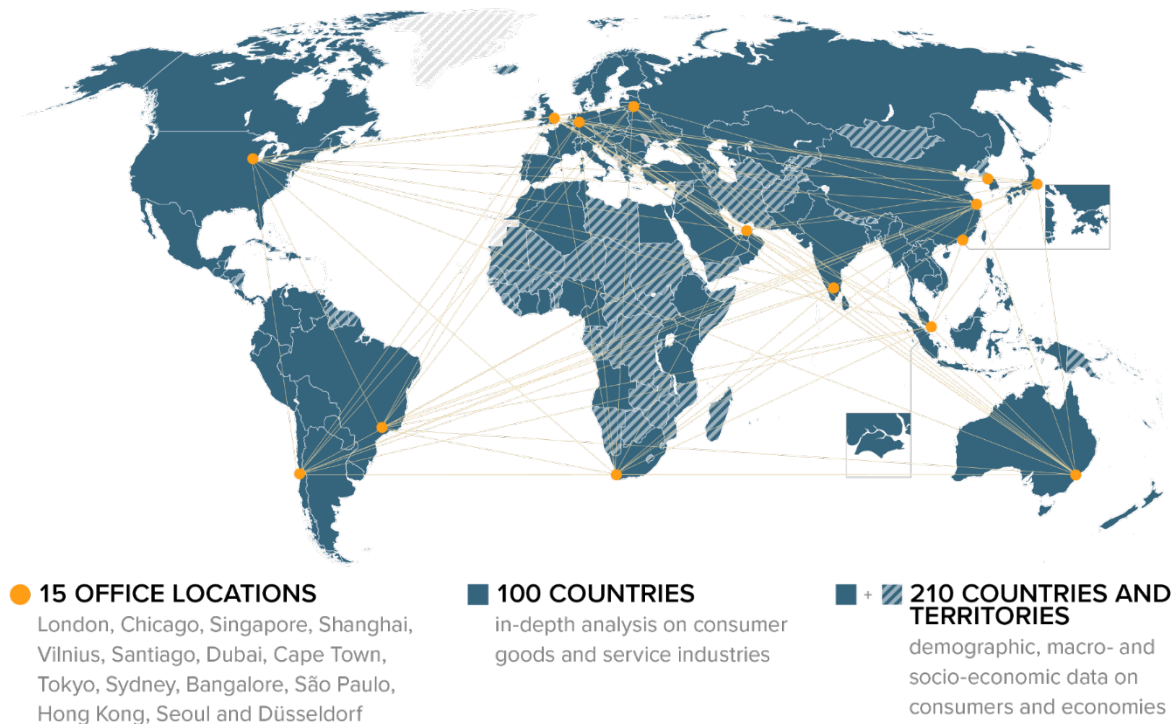 15 OFFICE LOCATIONS
London, Chicago, Singapore, Shanghai,
Vilnius, Santiago, Dubai, Cape Town,
Tokyo, Sydney, Bangalore, São Paulo,
Hong Kong, Seoul and Düsseldorf
100 COUNTRIES
in-depth analysis on consumer
goods and service industries
+ 210 COUNTRIES AND
TERRITORIES
demographic, macro- and
socio-economic data on
consumers and economies